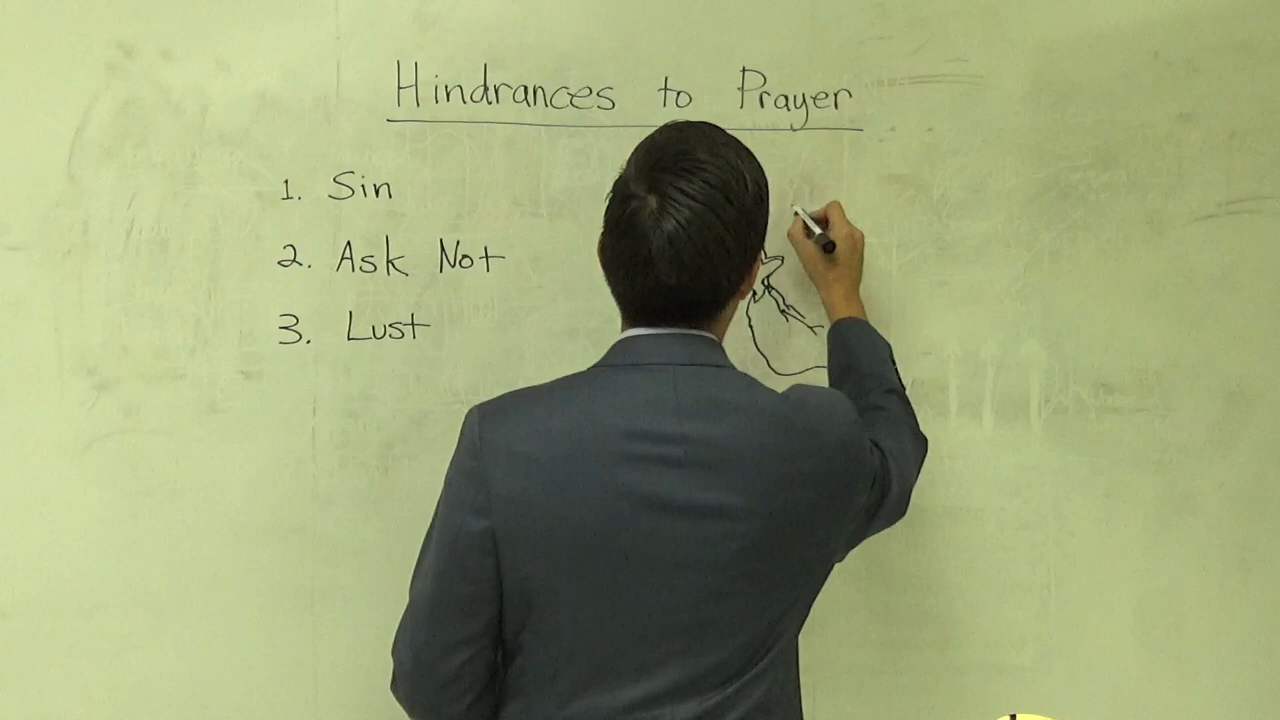 Hindrances to Prayer
1. Sin
2. Ask Not
3. Lust